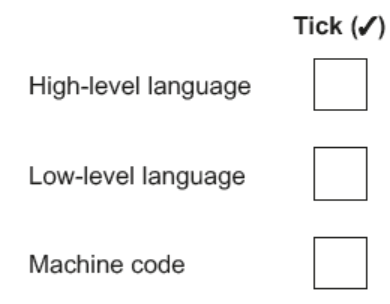 Tick (✓)
High-level language
Low-level language
Machine code